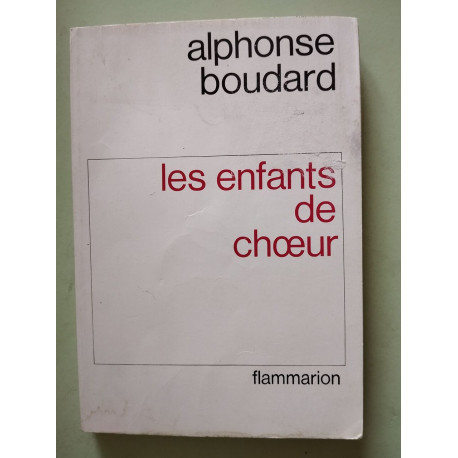 alphonse
boudard
les enfants
de
chœur
flammarion